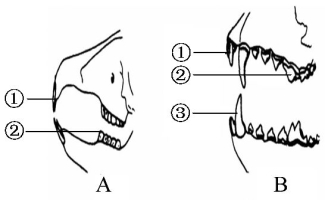 ① ①
② ②
③
A B